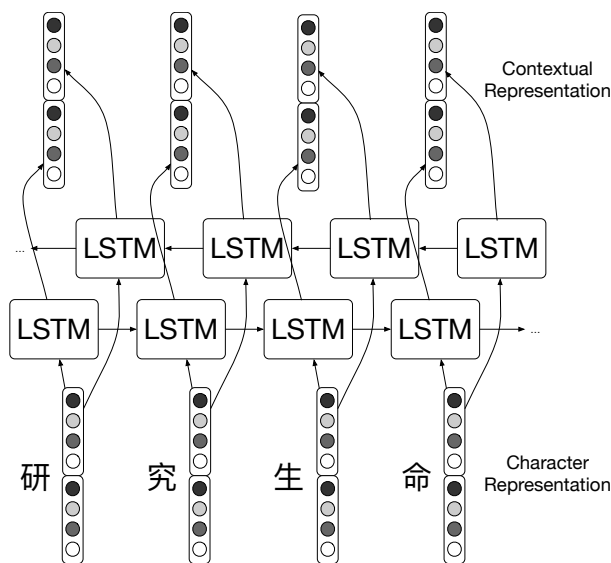 Contextual
Representation
LSTM LSTM LSTM LSTM
...
LSTM LSTM LSTM LSTM
...
研 究 生 命
Character
Representation